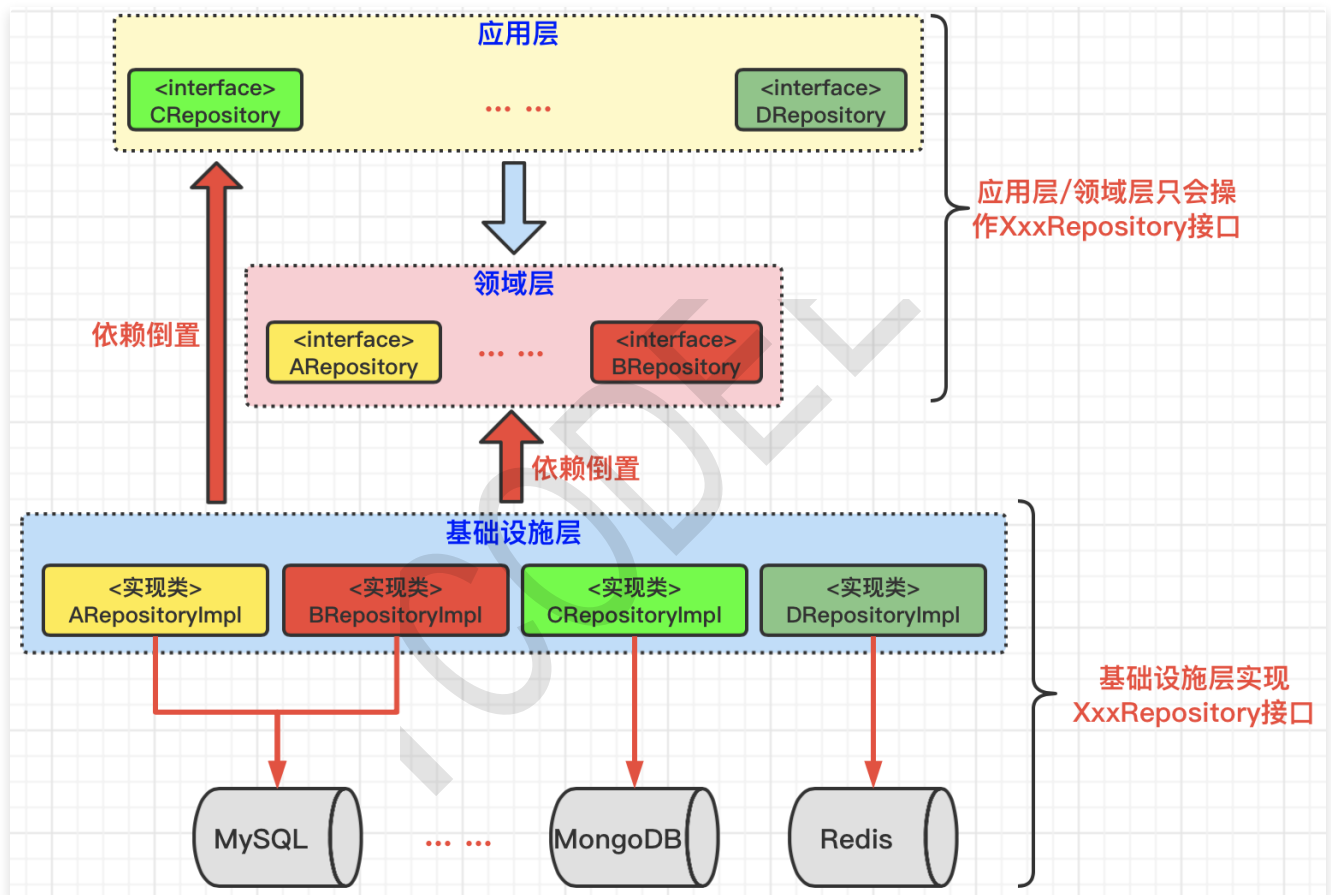 应用层
<interface>
CRepository
... ...
<interface>
DRepository
应用层/领域层只会操
作XxxRepository接口
领域层
依赖倒置
<interface>
ARepository
... ...
<interface>
BRepository
依赖倒置
基础设施层
<实现类>
ARepositoryImpl
<实现类>
BRepositoryImpl
<实现类>
CRepositoryImpl
<实现类>
DRepositoryImpl
基础设施层实现
XxxRepository接口
MySQL
... ...
MongoDB
Redis